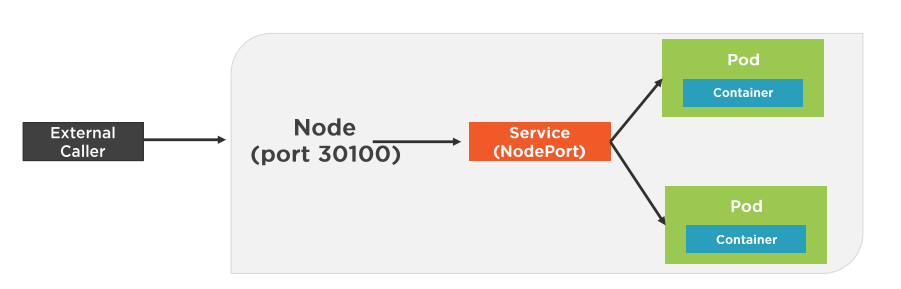 External
Caller
Node
(port 30100)
Service
(NodePort)
Pod
Container
Pod
Container